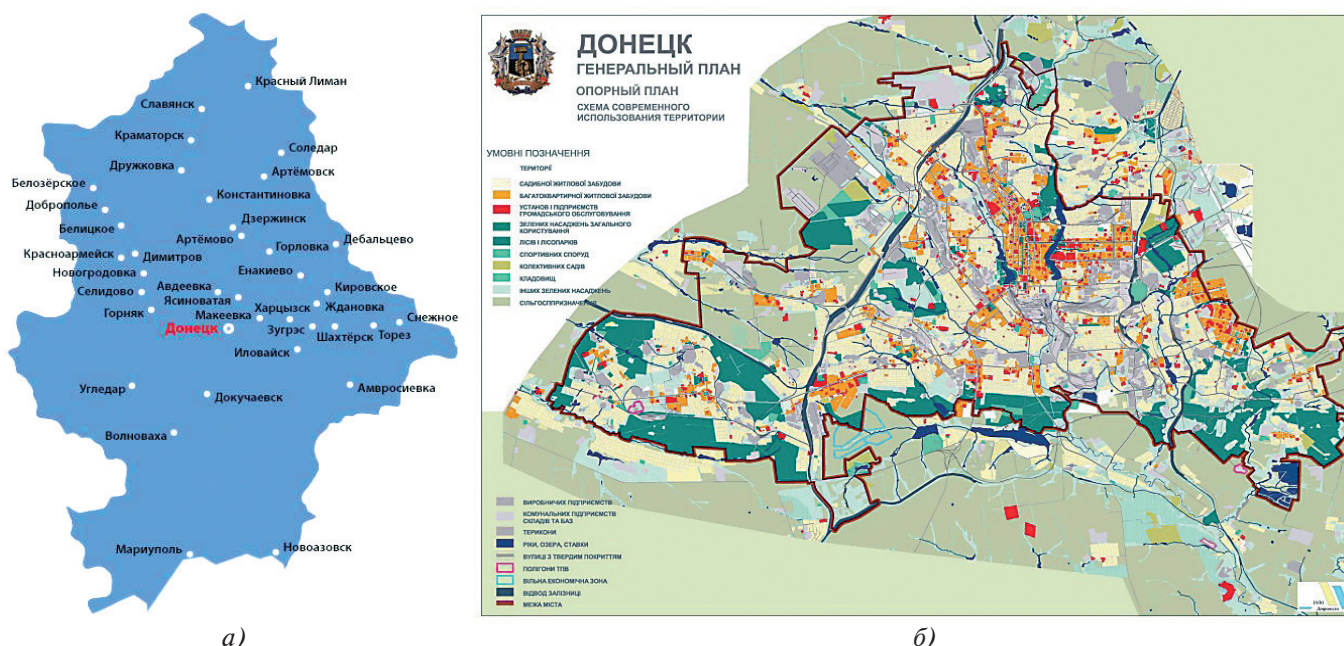 Красный Лиман
Славянск
Краматорск
Соледар
Дружковка
Артёмовск
Белозёрское
Константиновка
Доброполье
Дзержинск
Белицкое
Артёмово
Дебальцево
Горловка
Красноармейск
Димитров
Новогродовка
Енакиево
Селидово
Авдеевка
Кировское
Ясиноватая
Харцызск
Ждановка
Горняк
Макеевка
Снежное
Донецк
Зугрэс
Шахтёрск
Торез
Иловайск
Угледар
Амвросиевка
Докучаевск
Волноваха
Мариуполь
Новоазовск
а)
ДОНЕЦК
ГЕНЕРАЛЬНЫЙ ПЛАН
ОПОРНЫЙ ПЛАН
СХЕМА СОВРЕМЕННОГО
ИСПОЛЬЗОВАНИЯ ТЕРРИТОРИИ
УМОВНІ ПОЗНАЧЕННЯ
ТЕРИТОРІЇ
САДИБНОЇ ЖИТЛОВОЇ ЗАБУДОВИ
БАГАТОКВАРТИРНОЇ ЖИТЛОВОЇ ЗАБУДОВИ
УСТАНОВ І ПІДПРИЄМСТВ
ГРОМАДСЬКОГО ОБСЛУГОВУВАННЯ
ЗЕЛЕНИХ НАСАДЖЕНЬ ЗАГАЛЬНОГО
КОРИСТУВАННЯ
ЛІСІВ І ЛІСОПАРКІВ
СПОРТИВНИХ СПОРУД
КОЛЕКТИВНИХ САДІВ
КЛАДОВИЩ
ІНШИХ ЗЕЛЕНИХ НАСАДЖЕНЬ
ВИРОБНИЧИХ ПІДПРИЄМСТВ
КОМУНАЛЬНИХ ПІДПРИЄМСТВ
СКЛАДІВ ТА БАЗ
ТЕРИКОНИ
РІКИ, ОЗЕРА, СТАВКИ
ВУЛИЦІ З ТВЕРДИМ ПОКРИТТЯМ
ПОЛІГОНИ ТПВ
ВІЛЬНА ЕКОНОМІЧНА ЗОНА
ВІДВОД ЗАЛІЗНИЦІ
МЕЖА МІСТА
б)